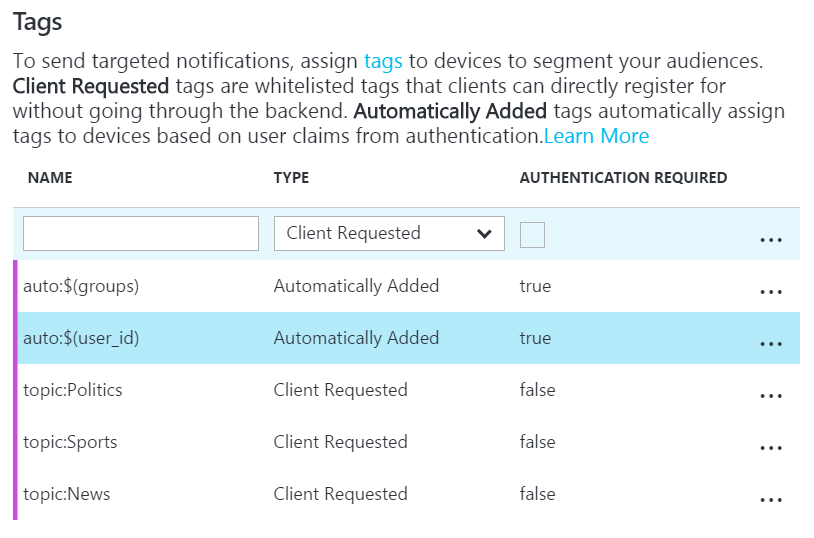 Tags
To send targeted notifications, assign tags to devices to segment your audiences.
Client Requested tags are whitelisted tags that clients can directly register for
without going through the backend. Automatically Added tags automatically assign
tags to devices based on user claims from authentication.Learn More
NAME TYPE AUTHENTICATION REQUIRED
Client Requested ...
auto:$(groups) Automatically Added true ...
auto:$(user_id) Automatically Added true ...
topic:Politics Client Requested false ...
topic:Sports Client Requested false ...
topic:News Client Requested false ...